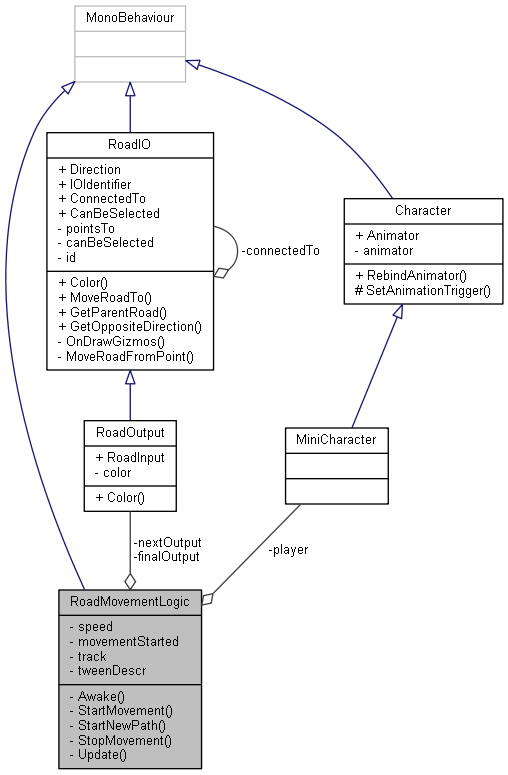 MonoBehaviour
RoadIO
+ Direction
+ IOIdentifier
+ ConnectedTo
+ CanBeSelected
- pointsTo
- canBeSelected
- id
+ Color()
+ MoveRoadTo()
+ GetParentRoad()
+ GetOppositeDirection()
- OnDrawGizmos()
- MoveRoadFromPoint()
-connectedTo
Character
+ Animator
- animator
+ RebindAnimator()
# SetAnimationTrigger()
RoadOutput
+ RoadInput
- color
+ Color()
MiniCharacter
-nextOutput
-finalOutput
-player
RoadMovementLogic
- speed
- movementStarted
- track
- tweenDescr
- Awake()
- StartMovement()
- StartNewPath()
- StopMovement()
- Update()